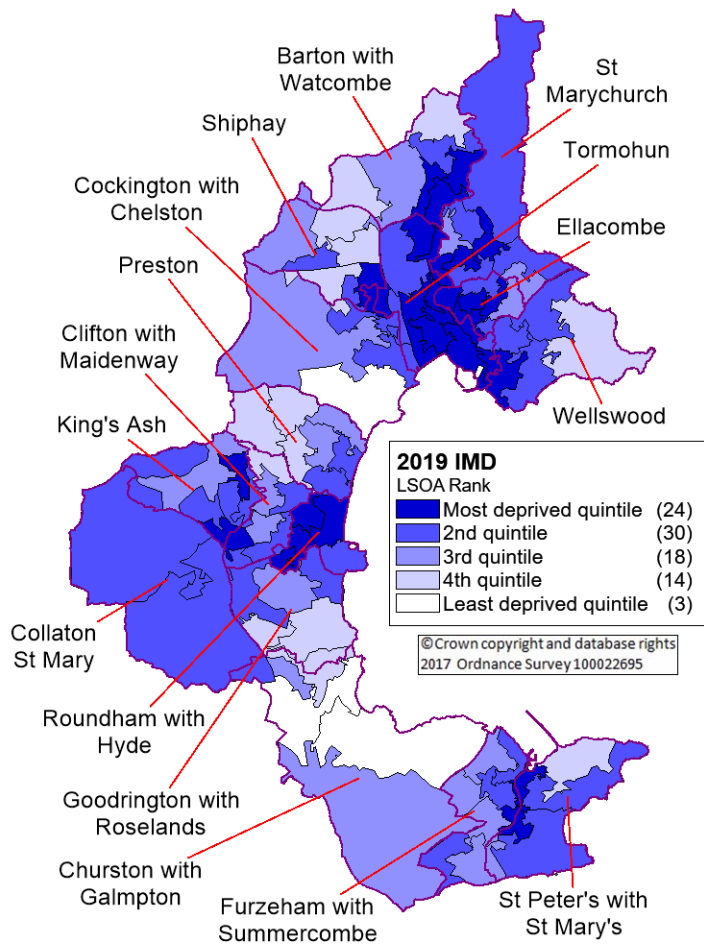 Barton with
Watcombe
St
Marychurch
Shiphay
Tormohun
Cockington with
Chelston
Ellacombe
Preston
Clifton with
Maidenway
King's Ash
Wellswood
2019 IMD
LSOA Rank
Most deprived quintile (24)
2nd quintile (30)
3rd quintile (18)
4th quintile (14)
Least deprived quintile (3)
©Crown copyright and database rights
2017 Ordnance Survey 100022695
Collaton
St Mary
Roundham with
Hyde
Goodrington with
Roselands
Churston with
Galmpton
Furzeham with
Summercombe
St Peter's with
St Mary's